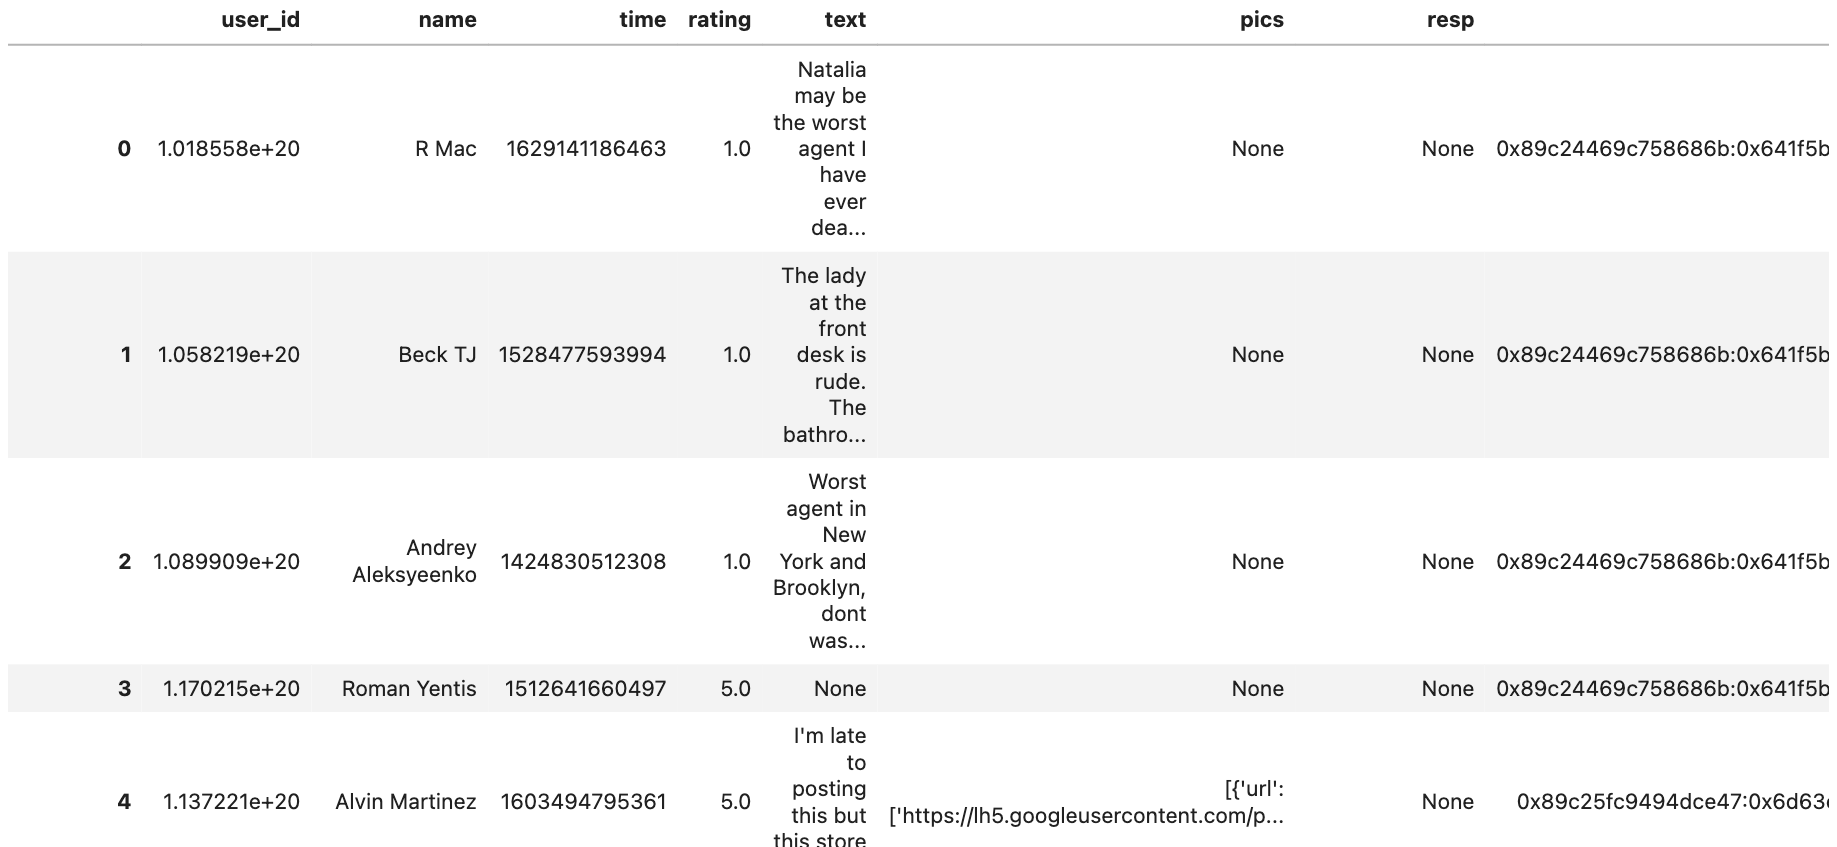 user_id name time rating text pics resp
Natalia
may be
the worst
0 1.018558e+20 R Mac 1629141186463 1.0 agent I None None 0x89c24469c758686b:0x641f5b
have
ever
dea...
The lady
at the
front
1 1.058219e+20 Beck TJ 1528477593994 1.0 desk is None None 0x89c24469c758686b:0x641f5b
rude.
The
bathro...
Worst
agent in
New
2 1.089909e+20 Andrey Aleksyeenko 1424830512308 1.0 York and None None 0x89c24469c758686b:0x641f5b
Brooklyn,
dont
was...
3 1.170215e+20 Roman Yentis 1512641660497 5.0 None None None 0x89c24469c758686b:0x641f5b
I'm late
to
posting
4 1.137221e+20 Alvin Martinez 1603494795361 5.0 this but [{'url': ['https://lh5.googleusercontent.com/p... None 0x89c25fc9494dce47:0x6d63
this store